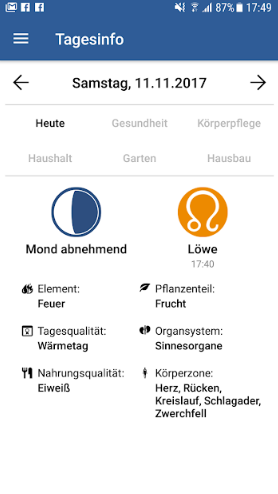 87% 17:49
Tagesinfo
Samstag, 11.11.2017
Heute Gesundheit Körperpflege
Haushalt Garten Hausbau
Mond abnehmend Löwe
17:40
Element: Pflanzenteil:
Feuer Frucht
Tagesqualität: Organsystem:
Wärmetag Sinnesorgane
Nahrungsqualität: Körperzone:
Eiweiß Herz, Rücken,
Kreislauf, Schlagader,
Zwerchfell